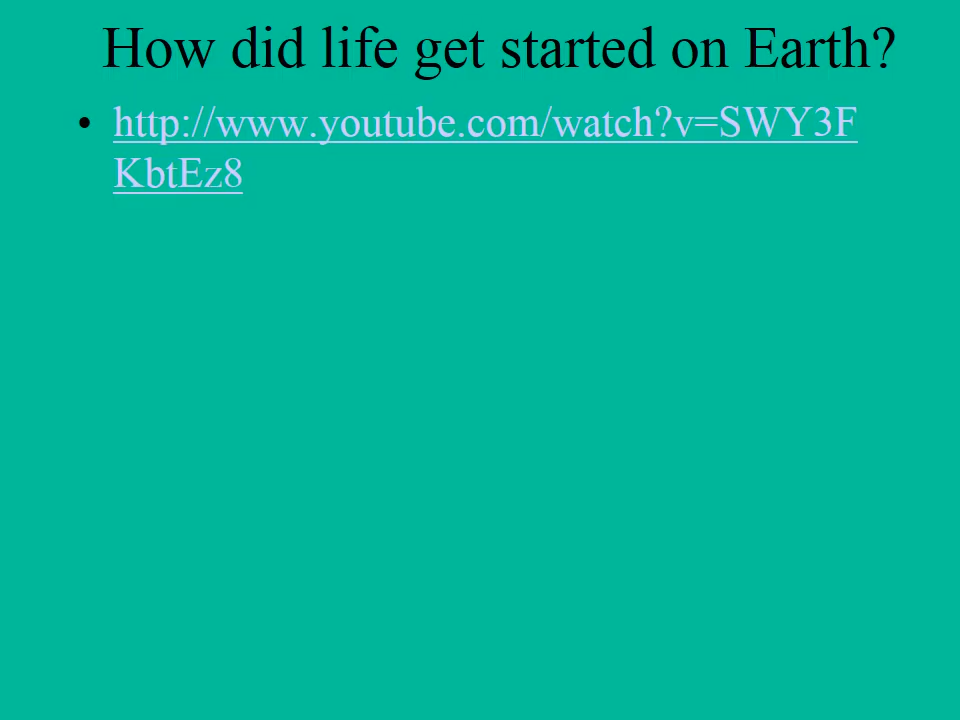 How did life get started on Earth?
• http://www.youtube.com/watch?v=SWY3F
KbtEz8